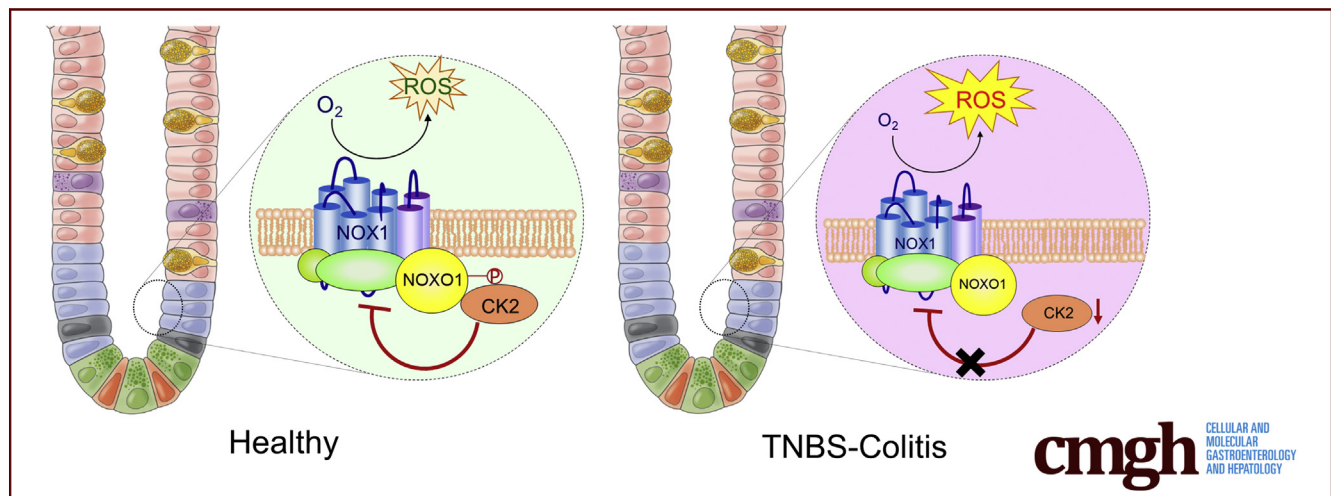 ROS
O2
NOX1
NOXO1
P
CK2
Healthy
ROS
O2
NOX1
NOXO1
CK2
TNBS-Colitis
cmgh
CELLULAR AND
MOLECULAR
GASTROENTEROLOGY
AND HEPATOLOGY